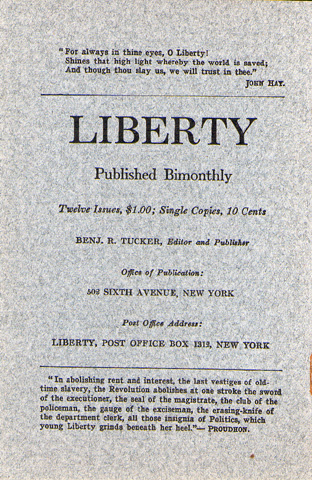 "For always in thine eyes, O Liberty!
Shines that high light whereby the world is saved;
And though thou slay us, we will trust in thee."
JOHN HAY.
LIBERTY
Published Bimonthly
Twelve Issues, $1.00; Single Copies, 10 Cents
BENJ. R. TUCKER, Editor and Publisher
Office of Publication:
502 SIXTH AVENUE, NEW YORK
Post Office Address:
LIBERTY, POST OFFICE BOX 1312, NEW YORK
"In abolishing rent and interest, the last vestiges of old-
time slavery, the Revolution abolishes at one stroke the sword
of the executioner, the seal of the magistrate, the club of the
policeman, the gauge of the exciseman, the erasing-knife of
the department clerk, all those insignia of Politics, which
young Liberty grinds beneath her heel."— PROUDHON.